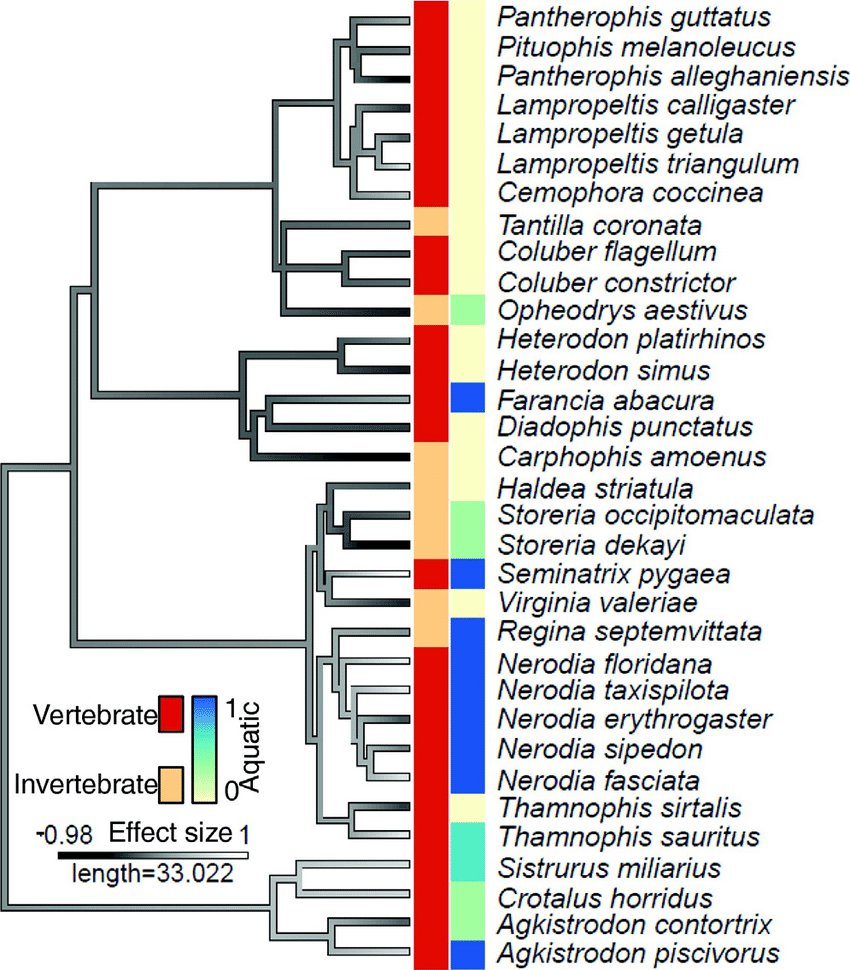 Pantherophis guttatus
Pituophis melanoleucus
Pantherophis alleghaniensis
Lampropeltis calligaster
Lampropeltis getula
Lampropeltis triangulum
Cemophora coccinea
Tantilla coronata
Coluber flagellum
Coluber constrictor
Opheodrys aestivus
Heterodon platirhinos
Heterodon simus
Farancia abacura
Diadophis punctatus
Carphophis amoenus
Haldea striatula
Storeria occipitomaculata
Storeria dekayi
Seminatrix pygaea
Virginia valeriae
Regina septemvittata
Nerodia floridana
Nerodia taxispilota
Nerodia erythrogaster
Nerodia sipedon
Nerodia fasciata
Thamnophis sirtalis
Thamnophis sauritus
Sistrurus miliarius
Crotalus horridus
Agkistrodon contortrix
Agkistrodon piscivorus
Vertebrate
Invertebrate
1
0
Aquatic
-0.98 Effect size 1
length=33.022